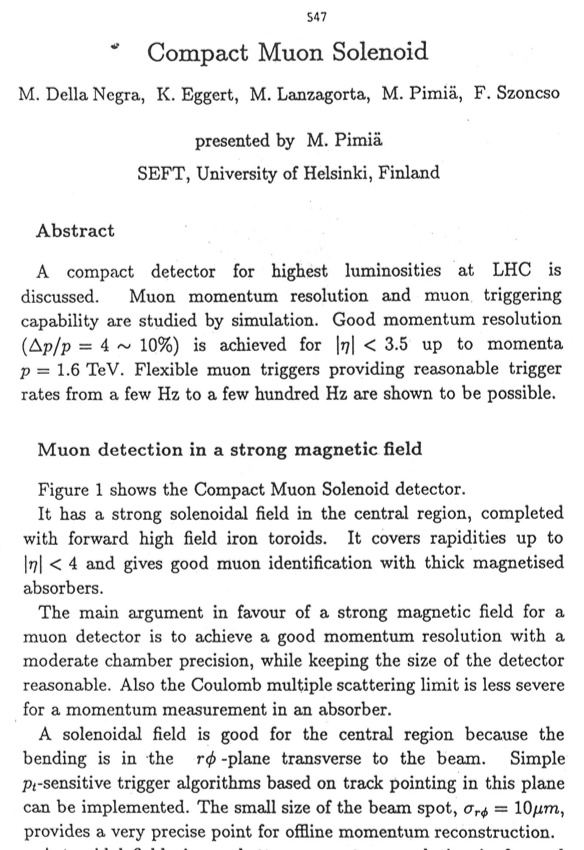 547
Compact Muon Solenoid
M. Della Negra, K. Eggert, M. Lanzagorta, M. Pimiä, F. Szoncso
presented by M. Pimiä
SEFT, University of Helsinki, Finland
Abstract
A compact detector for highest luminosities at LHC is
discussed. Muon momentum resolution and muon triggering
capability are studied by simulation. Good momentum resolution
(Δp/p = 4 ~ 10%) is achieved for |η| < 3.5 up to momenta
p = 1.6 TeV. Flexible muon triggers providing reasonable trigger
rates from a few Hz to a few hundred Hz are shown to be possible.
Muon detection in a strong magnetic field
Figure 1 shows the Compact Muon Solenoid detector.
It has a strong solenoidal field in the central region, completed
with forward high field iron toroids. It covers rapidities up to
|η| < 4 and gives good muon identification with thick magnetised
absorbers.
The main argument in favour of a strong magnetic field for a
muon detector is to achieve a good momentum resolution with a
moderate chamber precision, while keeping the size of the detector
reasonable. Also the Coulomb multiple scattering limit is less severe
for a momentum measurement in an absorber.
A solenoidal field is good for the central region because the
bending is in the rϕ -plane transverse to the beam. Simple
pₜ-sensitive trigger algorithms based on track pointing in this plane
can be implemented. The small size of the beam spot, σrϕ = 10μm,
provides a very precise point for offline momentum reconstruction.